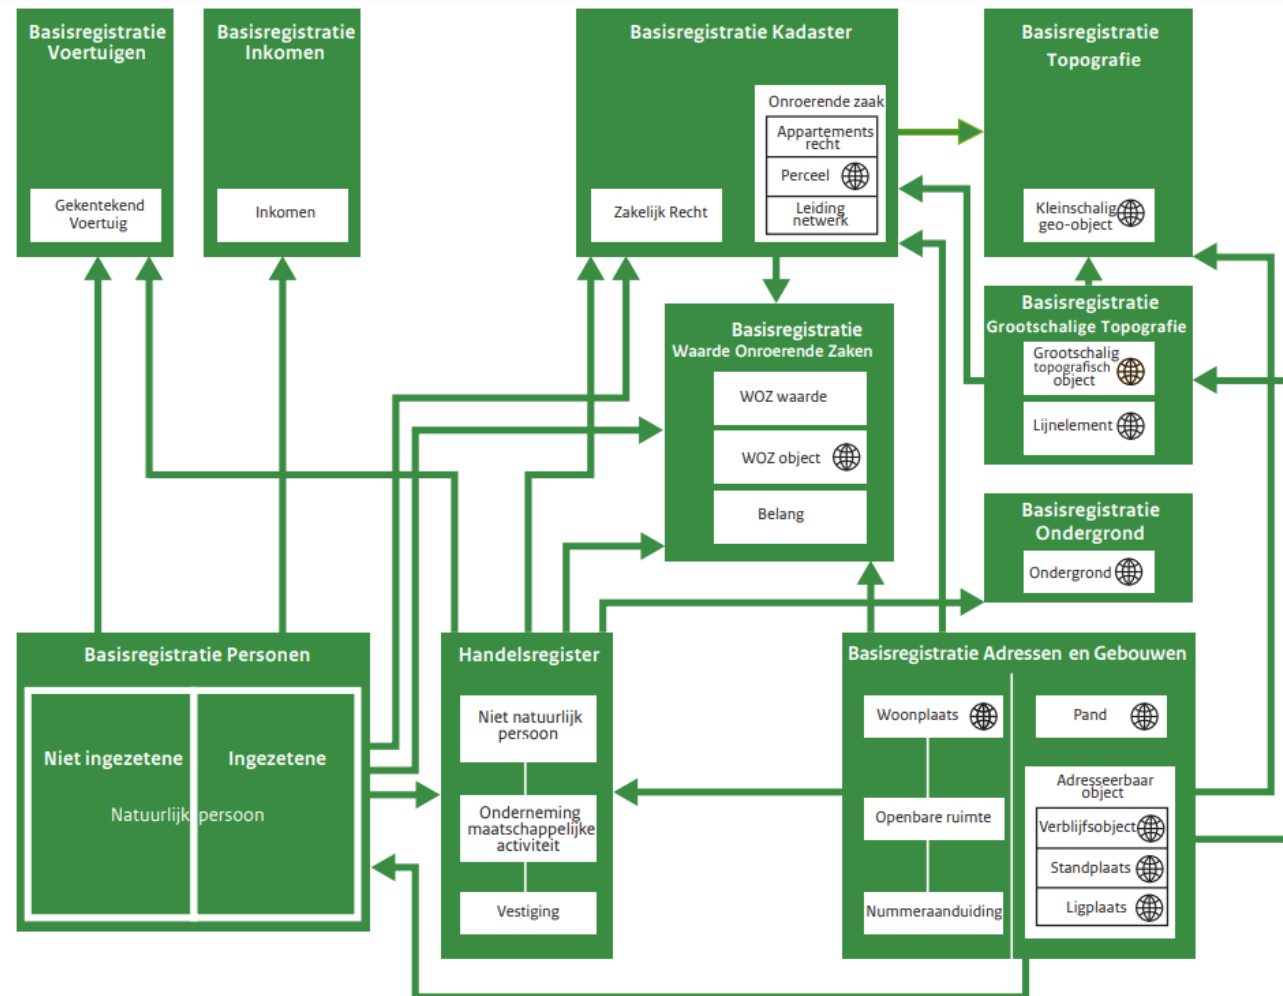 Basisregistratie
Voertuigen
Gekentekend
Voertuig
Basisregistratie
Inkomen
Inkomen
Basisregistratie Kadaster
Onroerende zaak
Appartements
recht
Perceel
Leiding
netwerk
Zakelijk Recht
Basisregistratie
Topografie
Kleinschalig
geo-object
Basisregistratie
Waarde Onroerende Zaken
WOZ waarde
WOZ object
Belang
Basisregistratie
Grootschalige Topografie
Grootschalig
topografisch
object
Lijnelement
Basisregistratie
Ondergrond
Ondergrond
Basisregistratie Personen
Niet ingezetene
Ingezetene
Natuurlijk persoon
Handelsregister
Niet natuurlijk
persoon
Onderneming
maatschappelijke
activiteit
Vestiging
Basisregistratie Adressen en Gebouwen
Woonplaats
Openbare ruimte
Nummeraanduiding
Pand
Adresseerbaar
object
Verblijfsobject
Standplaats
Ligplaats